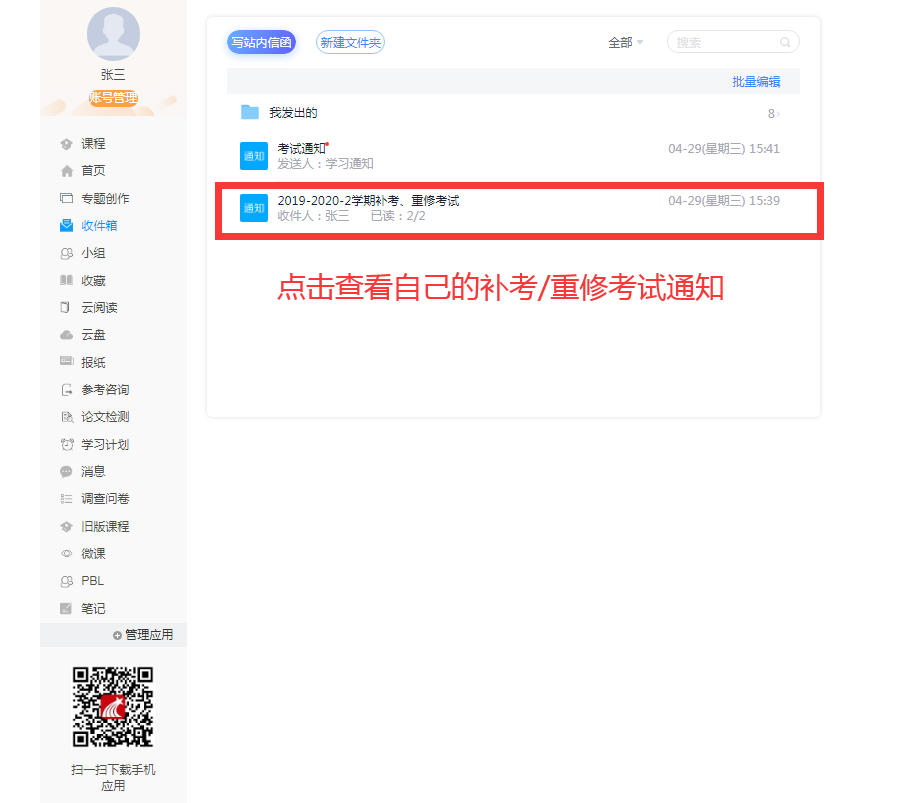 张三
账号管理
课程
首页
专题创作
收件箱
小组
收藏
云阅读
云盘
报纸
参考咨询
论文检测
学习计划
消息
调查问卷
旧版课程
微课
PBL
笔记
管理应用
扫一扫下载手机
应用
写站内信函 新建文件夹 全部 搜索
批量编辑
我发出的 8
通知 考试通知 04-29(星期三) 15:41
发送人：学习通知
通知 2019-2020-2学期补考、重修考试 04-29(星期三) 15:39
收件人：张三 已读：2/2
点击查看自己的补考/重修考试通知